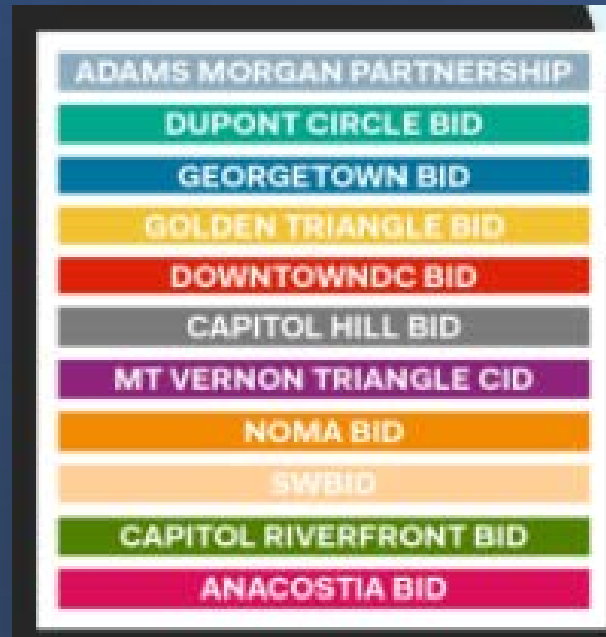 ADAMS MORGAN PARTNERSHIP
DUPONT CIRCLE BID
GEORGETOWN BID
GOLDEN TRIANGLE BID
DOWNTOWNDC BID
CAPITOL HILL BID
MT VERNON TRIANGLE CID
NOMA BID
SWBID
CAPITOL RIVERFRONT BID
ANACOSTIA BID